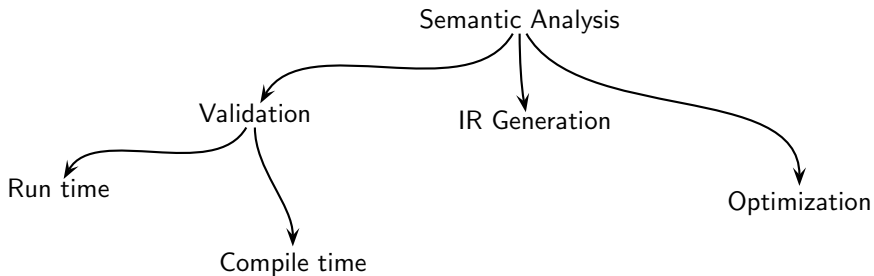 Semantic Analysis
Validation
IR Generation
Run time
Optimization
Compile time